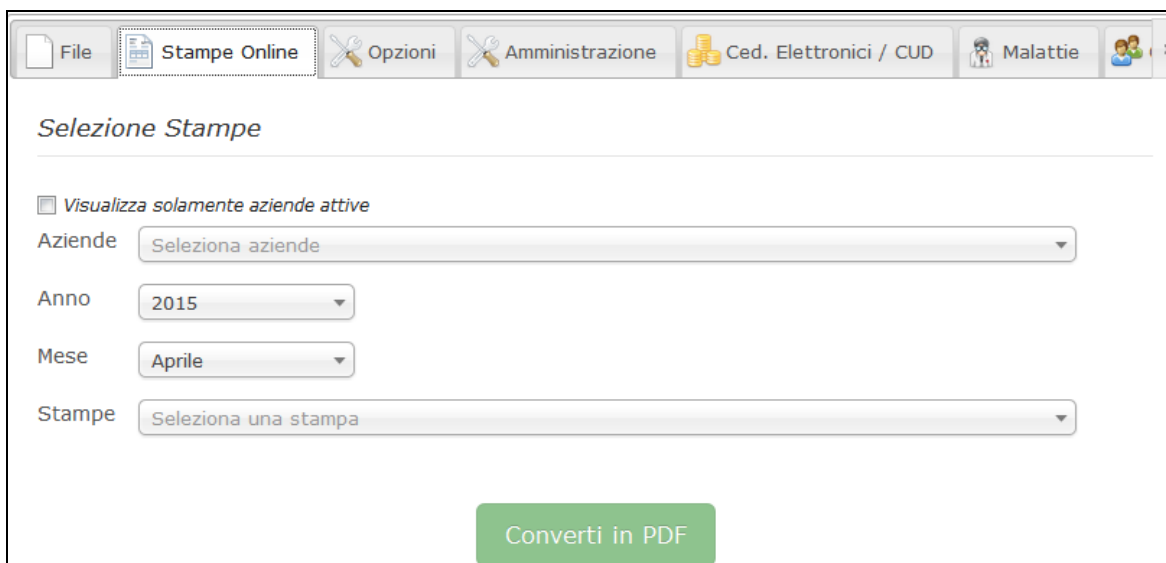 File Stampe Online Opzioni Amministrazione Ced. Elettronici / CUD Malattie
Selezione Stampe
Visualizza solamente aziende attive
Aziende Seleziona aziende
Anno 2015
Mese Aprile
Stampe Seleziona una stampa
Converti in PDF